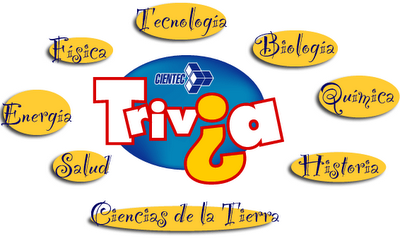 Tecnología
Física
Biología
CIENTEC
Energía
Trivia
Química
Salud
Historia
Ciencias de la Tierra